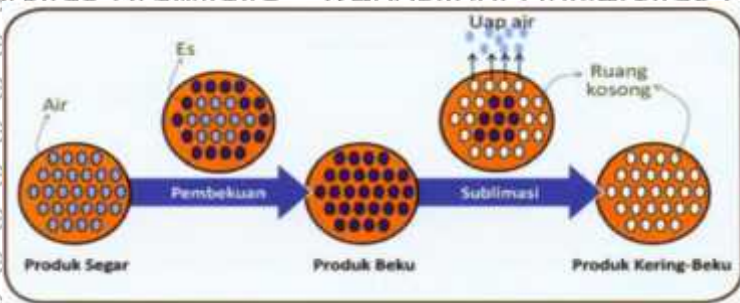 Uap air
Es
Ruang
kosong
Air
Pembekuan
Sublimasi
Produk Segar
Produk Beku
Produk Kering-Beku